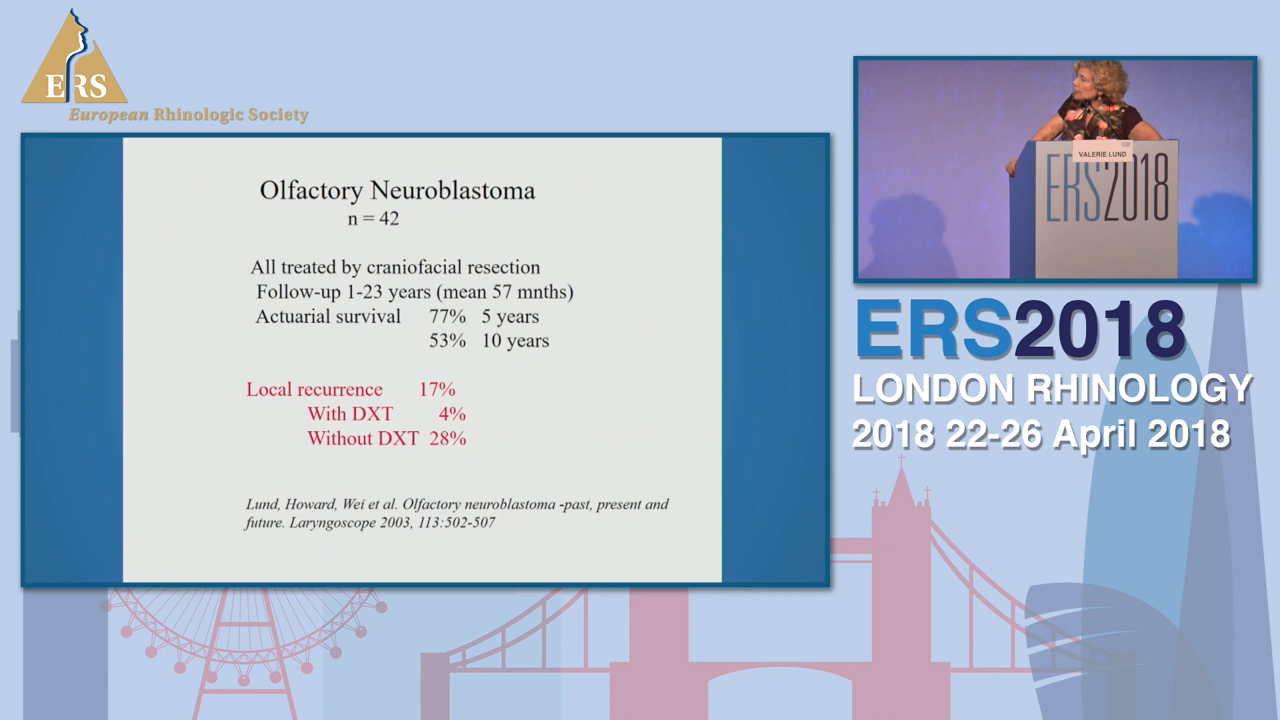 ERS
European Rhinologic Society
Olfactory Neuroblastoma
n = 42
All treated by craniofacial resection
Follow-up 1-23 years (mean 57 mnths)
Actuarial survival 77% 5 years
53% 10 years
Local recurrence 17%
With DXT 4%
Without DXT 28%
Lund, Howard, Wei et al. Olfactory neuroblastoma -past, present and
future. Laryngoscope 2003, 113:502-507
VALERIE LUND
ERS2018
ERS2018
LONDON RHINOLOGY
2018 22-26 April 2018